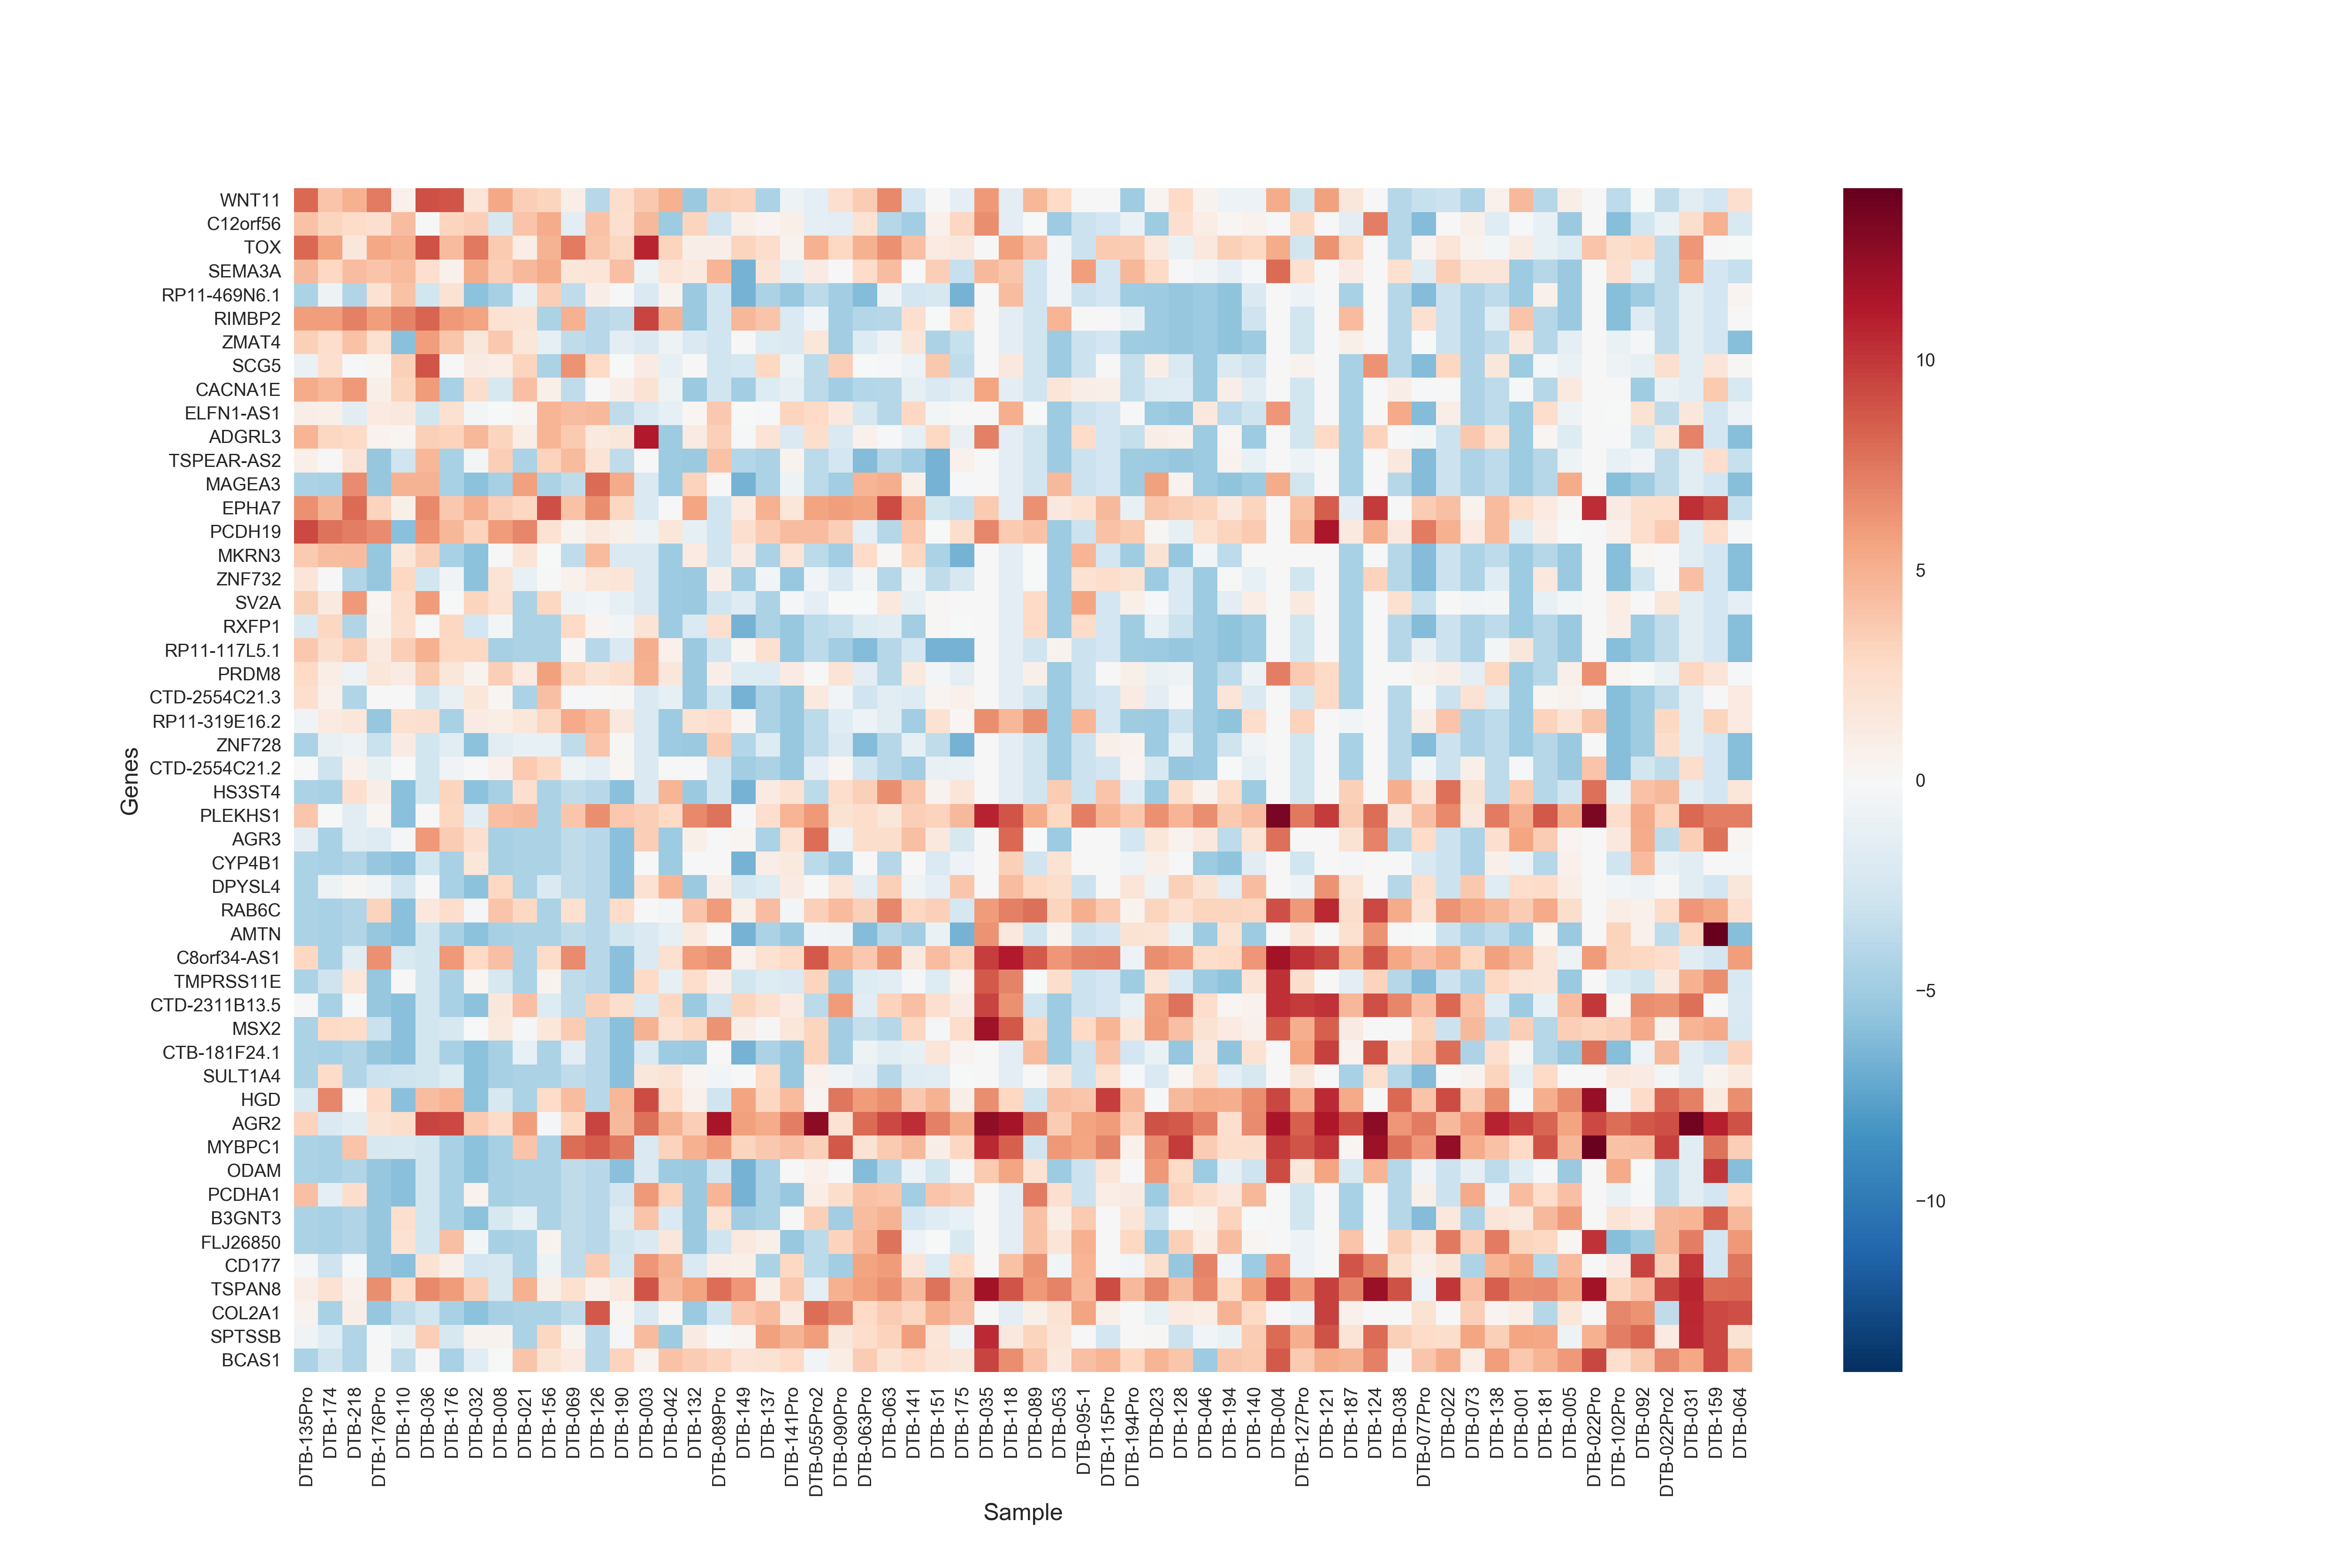 WNT11
C12orf56
TOX
SEMA3A
RP11-469N6.1
RIMBP2
ZMAT4
SCG5
CACNA1E
ELFN1-AS1
ADGRL3
TSPEAR-AS2
MAGEA3
EPHA7
PCDH19
MKRN3
ZNF732
SV2A
RXFP1
RP11-117L5.1
PRDM8
CTD-2554C21.3
RP11-319E16.2
ZNF728
CTD-2554C21.2
HS3ST4
PLEKHS1
AGR3
CYP4B1
DPYSL4
RAB6C
AMTN
C8orf34-AS1
TMPRSS11E
CTD-2311B13.5
MSX2
CTB-181F24.1
SULT1A4
HGD
AGR2
MYBPC1
ODAM
PCDHA1
B3GNT3
FLJ26850
CD177
TSPAN8
COL2A1
SPTSSB
BCAS1
Genes
DTB-135Pro
DTB-174
DTB-218
DTB-176Pro
DTB-110
DTB-036
DTB-176
DTB-032
DTB-008
DTB-021
DTB-156
DTB-069
DTB-126
DTB-190
DTB-003
DTB-042
DTB-132
DTB-089Pro
DTB-149
DTB-137
DTB-141Pro
DTB-055Pro2
DTB-090Pro
DTB-063Pro
DTB-063
DTB-141
DTB-151
DTB-175
DTB-035
DTB-118
DTB-089
DTB-053
DTB-095-1
DTB-115Pro
DTB-194Pro
DTB-023
DTB-128
DTB-046
DTB-194
DTB-140
DTB-004
DTB-127Pro
DTB-121
DTB-187
DTB-124
DTB-038
DTB-077Pro
DTB-022
DTB-073
DTB-138
DTB-001
DTB-181
DTB-005
DTB-022Pro
DTB-102Pro
DTB-092
DTB-022Pro2
DTB-031
DTB-159
DTB-064
Sample
10
5
0
−5
−10